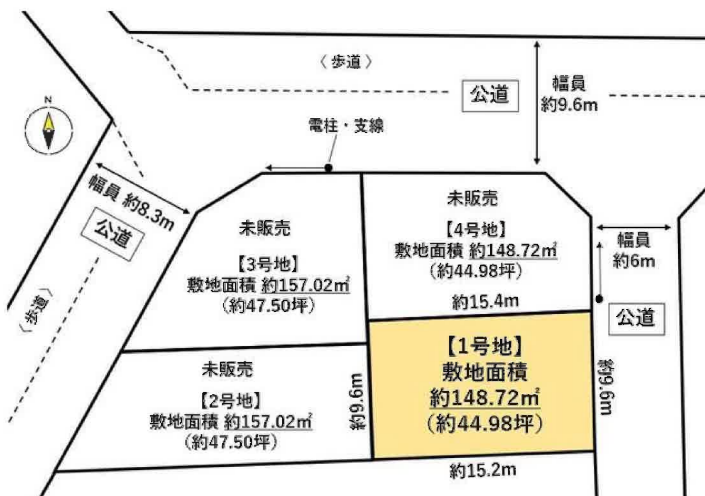 〈歩道〉
公道
幅員
約9.6m
N
電柱・支線
幅員 約8.3m
公道
〈歩道〉
未販売
【3号地】
敷地面積 約157.02㎡
(約47.50坪)
未販売
【4号地】
敷地面積 約148.72㎡
(約44.98坪)
約15.4m
幅員
約6m
公道
未販売
【2号地】
敷地面積 約157.02㎡
(約47.50坪)
約9.6m
【1号地】
敷地面積
約148.72㎡
(約44.98坪)
約9.6m
約15.2m